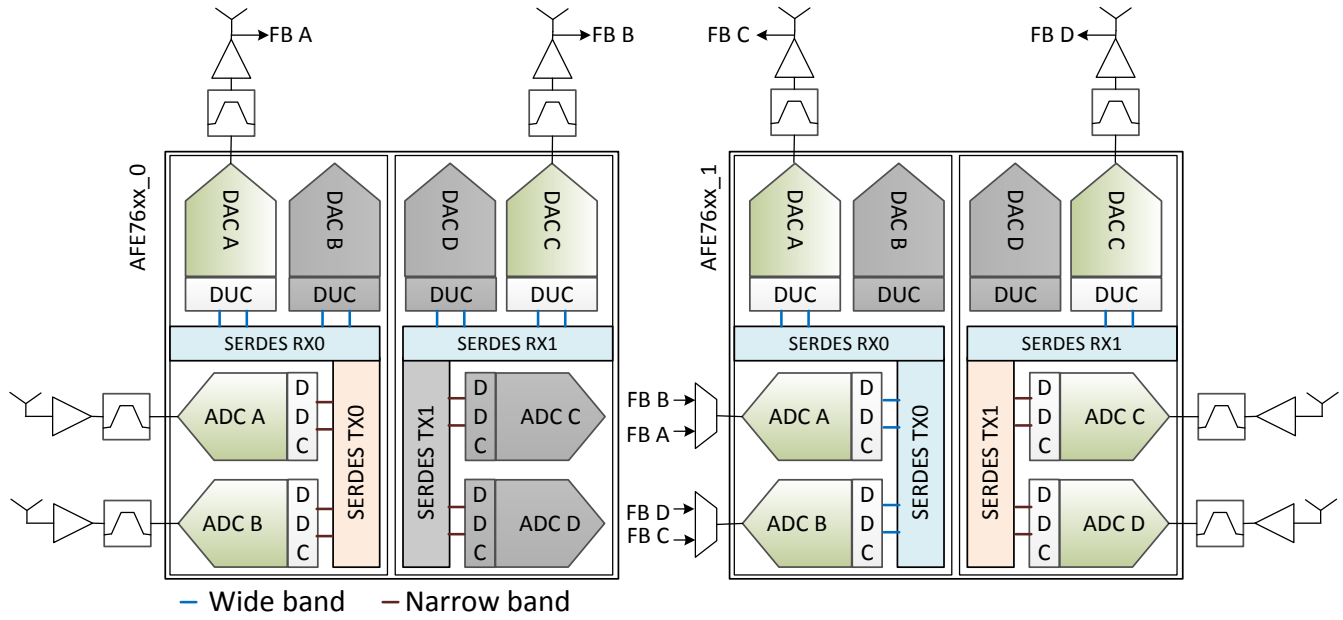 FB A
FB B
FB C
FB D
AFE76xx_0
DAC A
DAC B
DAC D
DAC C
DUC
DUC
DUC
DUC
SERDES RX0
SERDES RX1
ADC A
D
D
C
SERDES TX0
SERDES TX1
D
D
C
ADC C
ADC B
D
D
C
D
D
C
ADC D
AFE76xx_1
DAC A
DAC B
DAC D
DAC C
DUC
DUC
DUC
DUC
SERDES RX0
SERDES RX1
FB B
FB A
ADC A
D
D
C
SERDES TX0
SERDES TX1
D
D
C
ADC C
FB D
FB C
ADC B
D
D
C
D
D
C
ADC D
Wide band
Narrow band